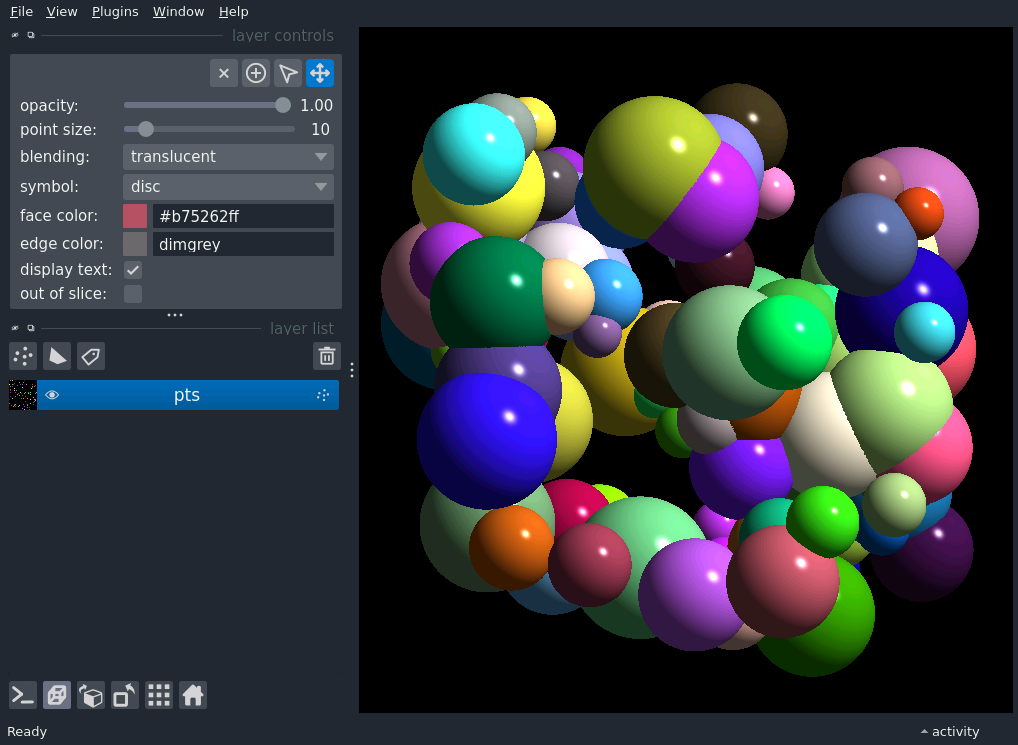 File View Plugins Window Help
layer controls
opacity: 1.00
point size: 10
blending: translucent
symbol: disc
face color: #b75262ff
edge color: dimgrey
display text:
out of slice:
layer list
pts
Ready
activity